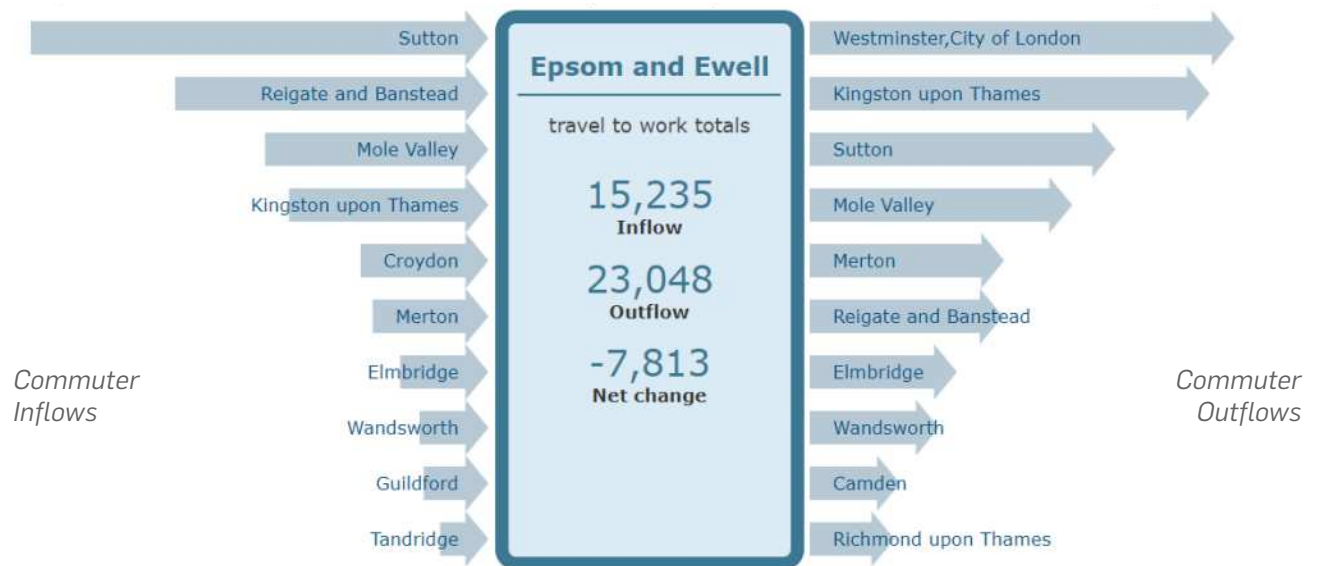 Sutton
Reigate and Banstead
Mole Valley
Kingston upon Thames
Croydon
Merton
Elmbridge
Wandsworth
Guildford
Tandridge
Commuter
Inflows
Epsom and Ewell
travel to work totals
15,235
Inflow
23,048
Outflow
-7,813
Net change
Westminster,City of London
Kingston upon Thames
Sutton
Mole Valley
Merton
Reigate and Banstead
Elmbridge
Wandsworth
Camden
Richmond upon Thames
Commuter
Outflows